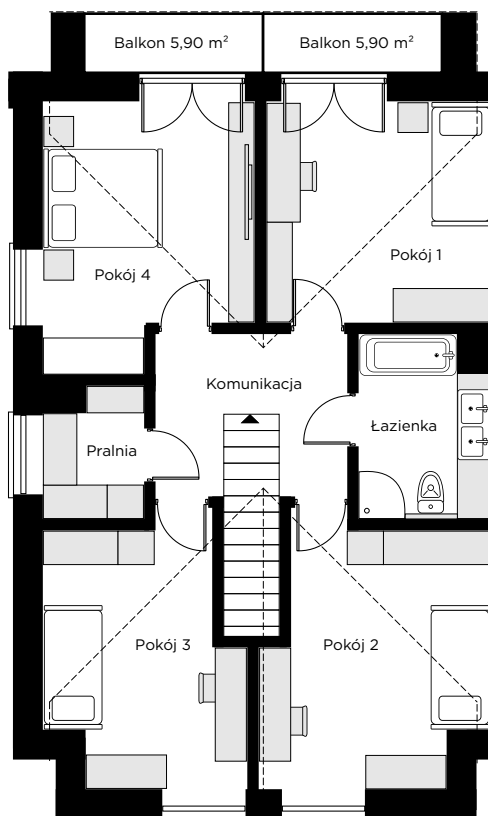 Balkon 5,90 m²
Balkon 5,90 m²
Pokój 1
Pokój 4
Komunikacja
Łazienka
Pralnia
Pokój 3
Pokój 2